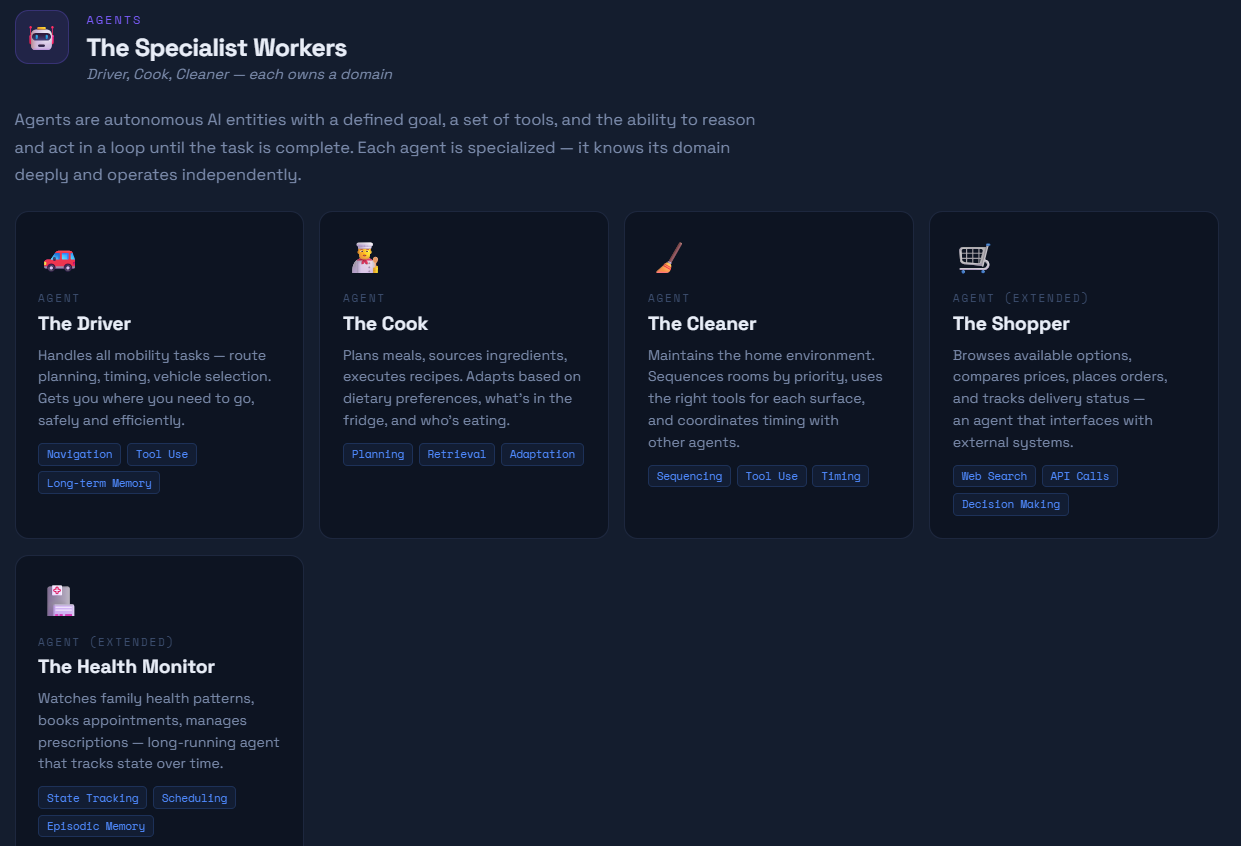 AGENTS
The Specialist Workers
Driver, Cook, Cleaner — each owns a domain
Agents are autonomous AI entities with a defined goal, a set of tools, and the ability to reason
and act in a loop until the task is complete. Each agent is specialized — it knows its domain
deeply and operates independently.
AGENT
The Driver
Handles all mobility tasks — route
planning, timing, vehicle selection.
Gets you where you need to go,
safely and efficiently.
Navigation Tool Use
Long-term Memory
AGENT
The Cook
Plans meals, sources ingredients,
executes recipes. Adapts based on
dietary preferences, what's in the
fridge, and who's eating.
Planning Retrieval Adaptation
AGENT
The Cleaner
Maintains the home environment.
Sequences rooms by priority, uses
the right tools for each surface,
and coordinates timing with
other agents.
Sequencing Tool Use Timing
AGENT (EXTENDED)
The Shopper
Browses available options,
compares prices, places orders,
and tracks delivery status —
an agent that interfaces with
external systems.
Web Search API Calls
Decision Making
AGENT (EXTENDED)
The Health Monitor
Watches family health patterns,
books appointments, manages
prescriptions — long-running agent
that tracks state over time.
State Tracking Scheduling
Episodic Memory